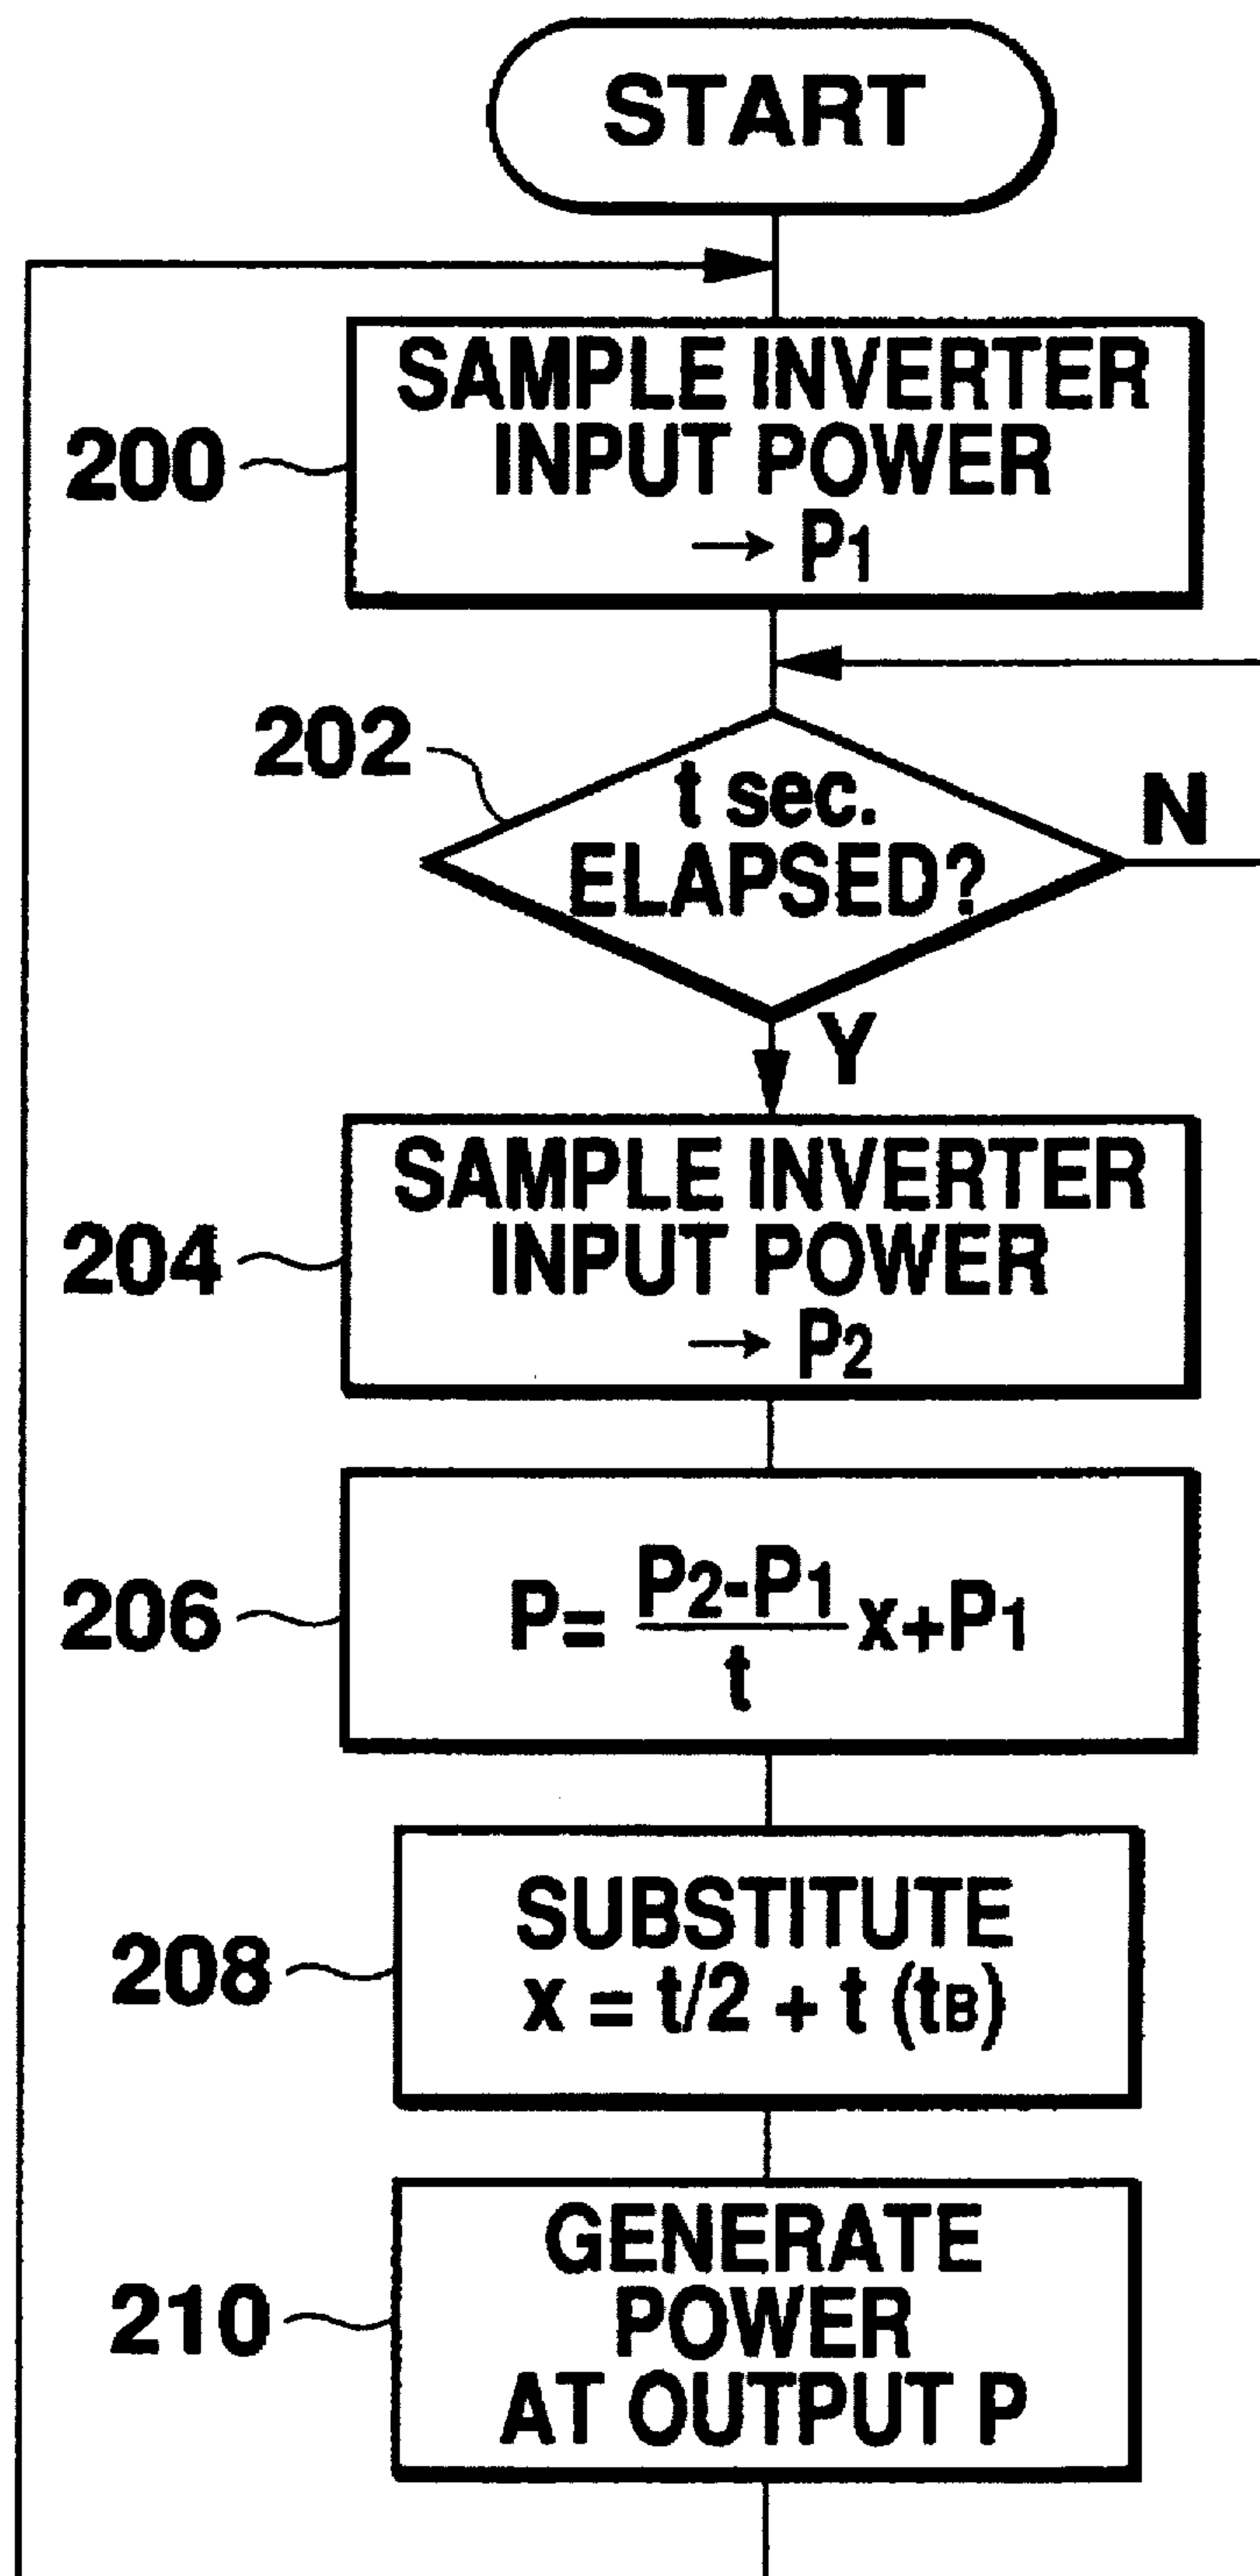 START
SAMPLE INVERTER
INPUT POWER
→ P1
200
202
t sec.
ELAPSED?
N
Y
SAMPLE INVERTER
INPUT POWER
→ P2
204
206
P= P2-P1/t x+P1
208
SUBSTITUTE
x = t/2 + t (tB)
210
GENERATE
POWER
AT OUTPUT P